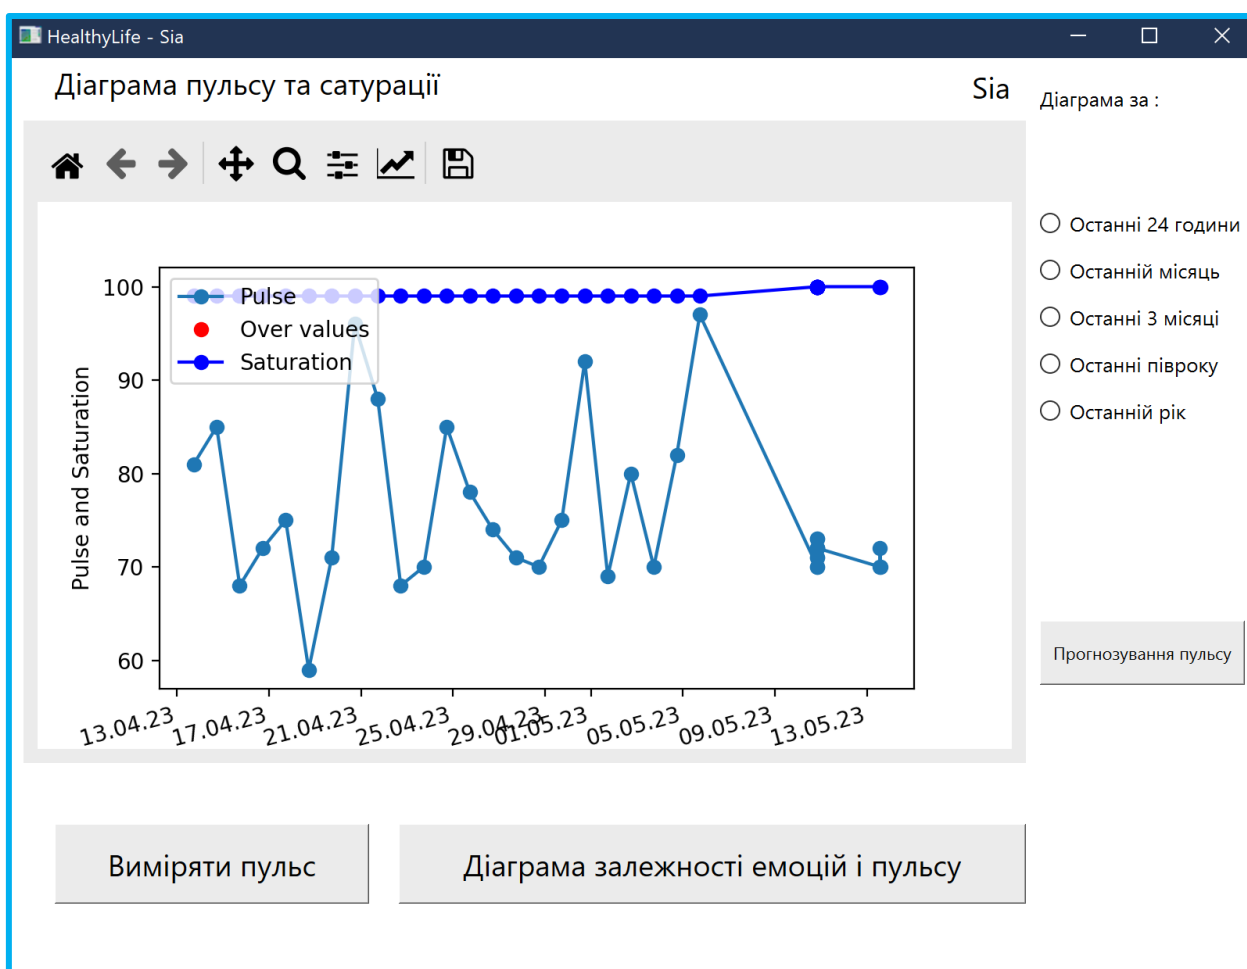 HealthyLife - Sia
Діаграма пульсу та сатурації
Sia
Діаграма за :
Останні 24 години
Останній місяць
Останні 3 місяці
Останні півроку
Останній рік
Прогнозування пульсу
Pulse
Over values
Saturation
Pulse and Saturation
100
90
80
70
60
13.04.23
17.04.23
21.04.23
25.04.23
29.04.23
01.05.23
05.05.23
09.05.23
13.05.23
Виміряти пульс
Діаграма залежності емоцій і пульсу